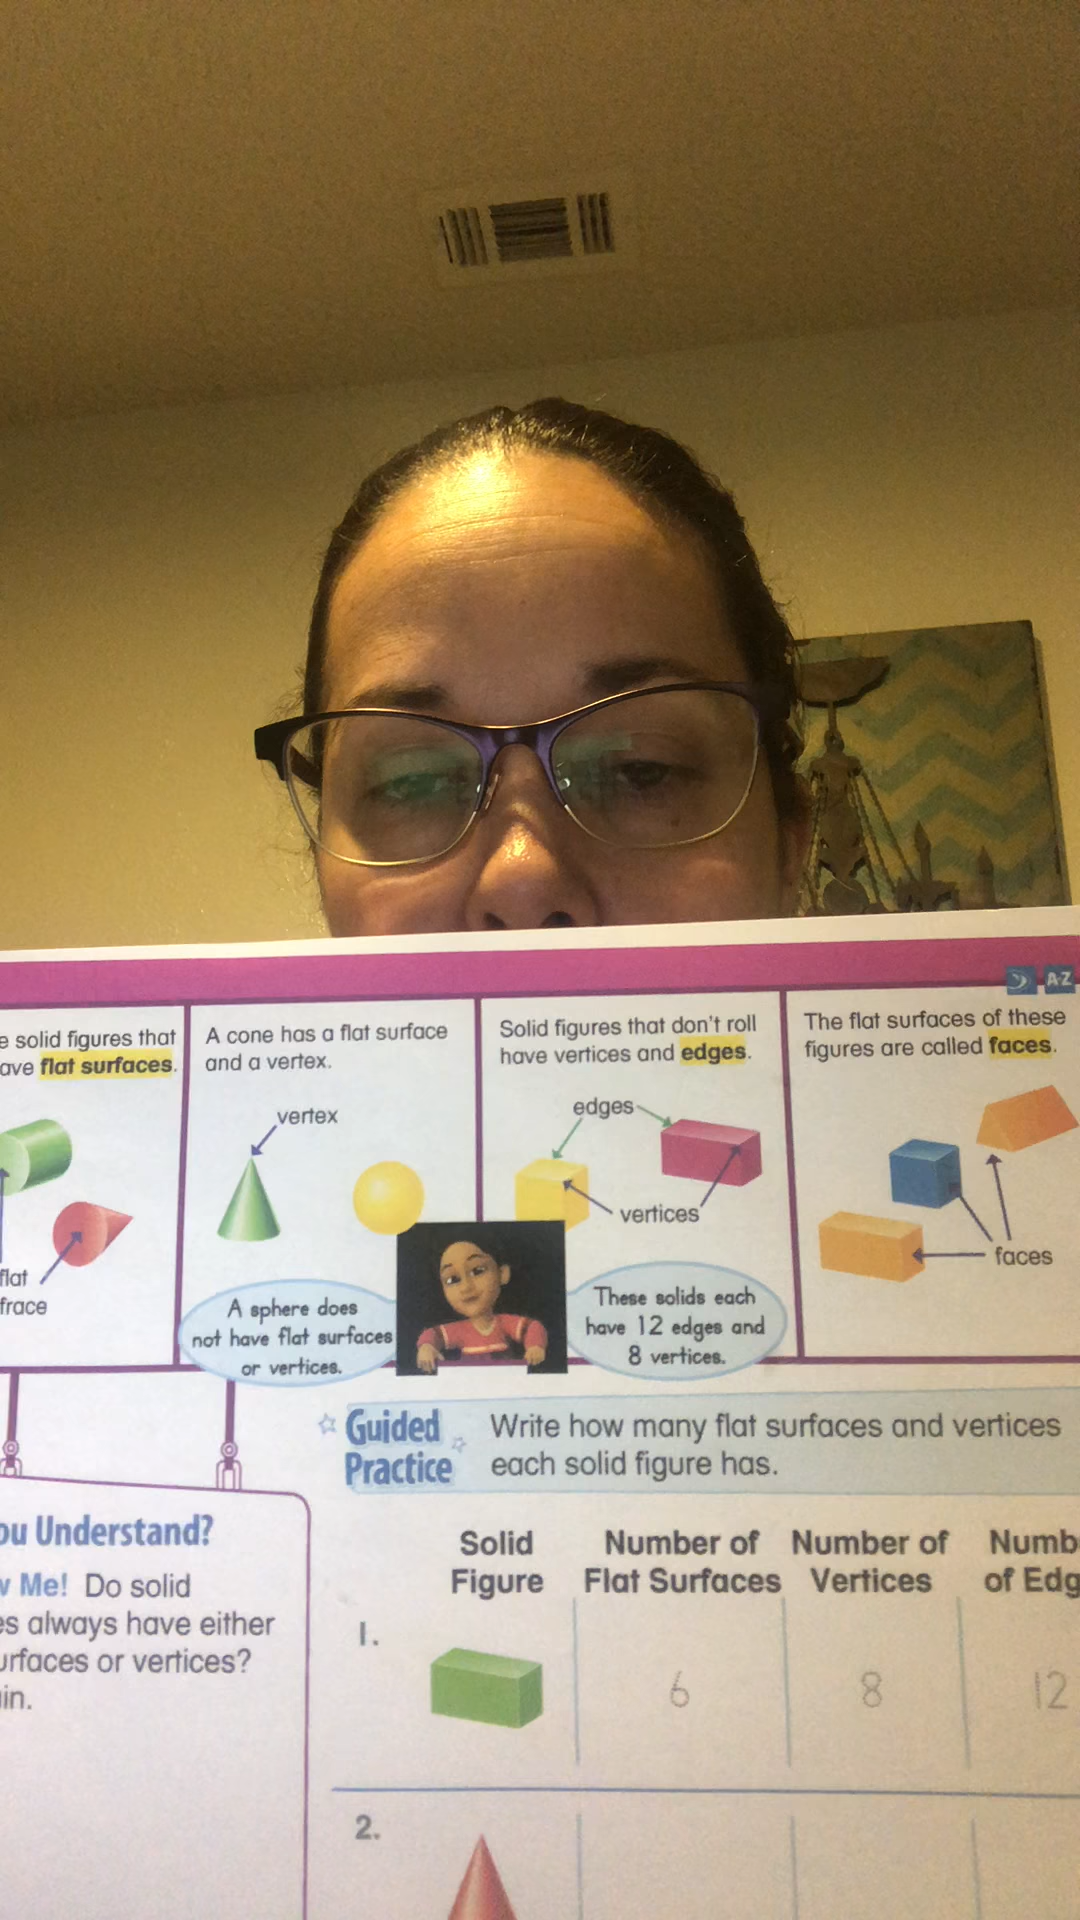 A-Z
e solid figures that
ave flat surfaces.
flat
frace
A cone has a flat surface
and a vertex.
vertex
A sphere does
not have flat surfaces
or vertices.
Solid figures that don't roll
have vertices and edges.
edges
vertices
These solids each
have 12 edges and
8 vertices.
The flat surfaces of these
figures are called faces.
faces
ou Understand?
v Me! Do solid
es always have either
urfaces or vertices?
in.
Guided
Practice
Write how many flat surfaces and vertices
each solid figure has.
Solid
Figure
Number of
Flat Surfaces
Number of
Vertices
Numb
of Edg
1.
6
8
12
2.